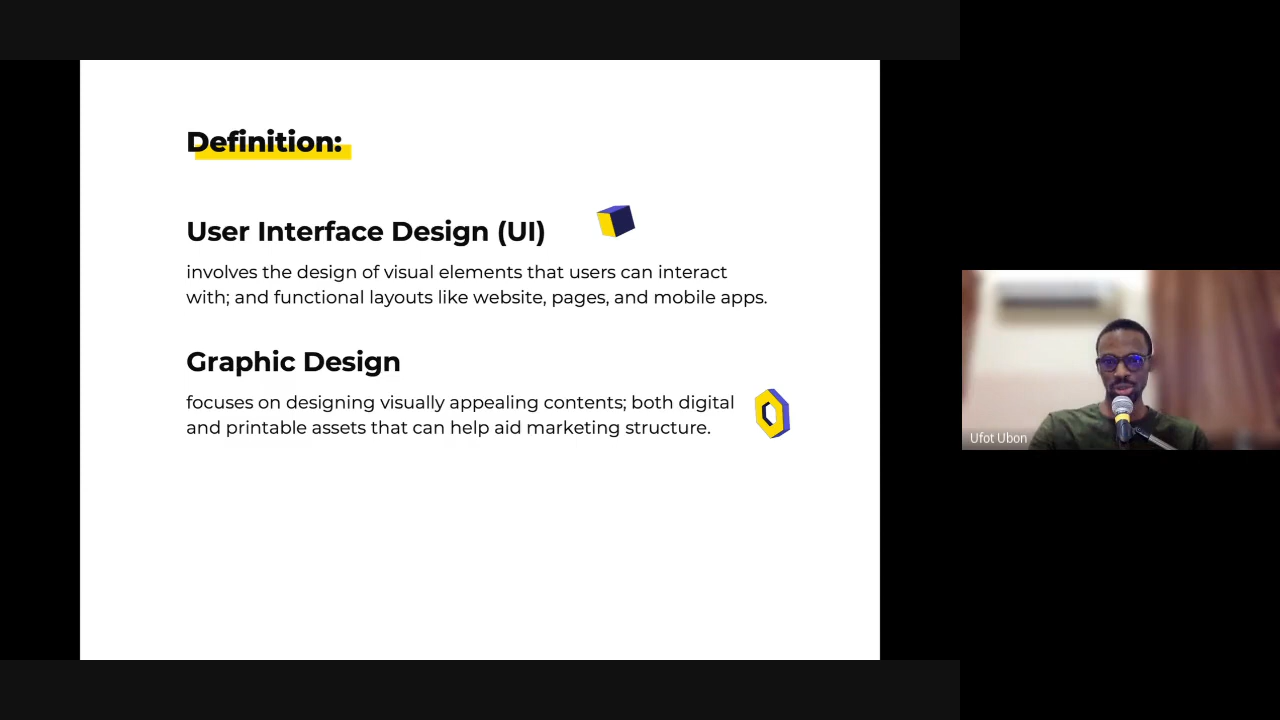 Definition:
User Interface Design (UI)
involves the design of visual elements that users can interact
with; and functional layouts like website, pages, and mobile apps.
Graphic Design
focuses on designing visually appealing contents; both digital
and printable assets that can help aid marketing structure.
Ufot Ubon